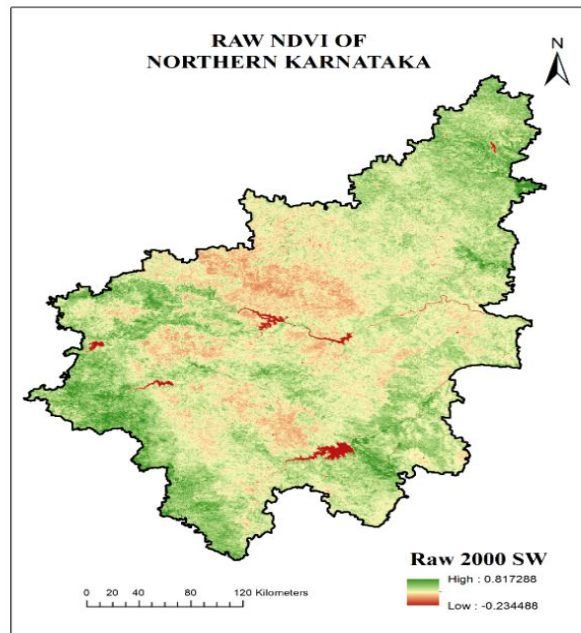 RAW NDVI OF
NORTHERN KARNATAKA
N
Raw 2000 SW
High : 0.817288
Low : -0.234488
0 20 40 80 120 Kilometers